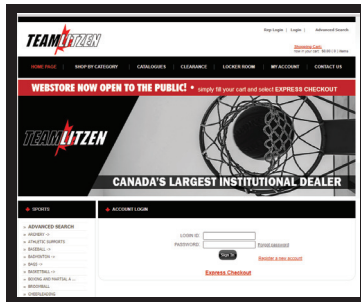 TEAM LITZEN
Rep Login | Login | Advanced Search
Shopping Cart:
HOME PAGE | SHOP BY CATEGORY | CATALOGUES | CLEARANCE | LOCKER ROOM | MY ACCOUNT | CONTACT US
WEBSTORE NOW OPEN TO THE PUBLIC! * simply fill your cart and select EXPRESS CHECKOUT
TEAM LITZEN
CANADA'S LARGEST INSTITUTIONAL DEALER
SPORTS
ADVANCED SEARCH
ARCHERY ->
ATHLETIC SUPPORTS
BASEBALL ->
BADMINTON ->
BAGS ->
BASKETBALL ->
BOXING AND MARTIAL A...
BROOMBALL
CHEERLEADING
ACCOUNT LOGIN
LOGIN ID:
PASSWORD: Forgot password
Sign In Register a new account
Express Checkout